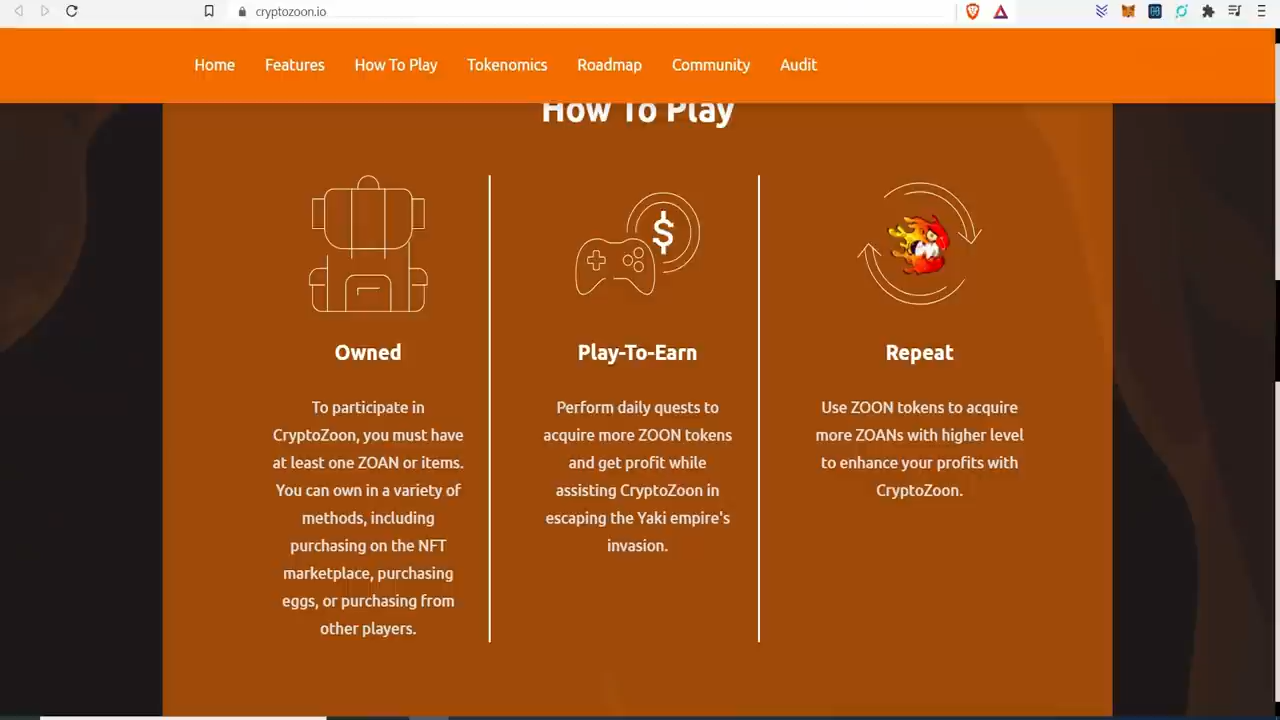 cryptozoon.io
Home Features How To Play Tokenomics Roadmap Community Audit
How To Play
$
Owned
To participate in
CryptoZoon, you must have
at least one ZOAN or items.
You can own in a variety of
methods, including
purchasing on the NFT
marketplace, purchasing
eggs, or purchasing from
other players.
Play-To-Earn
Perform daily quests to
acquire more ZOON tokens
and get profit while
assisting CryptoZoon in
escaping the Yaki empire's
invasion.
Repeat
Use ZOON tokens to acquire
more ZOANs with higher level
to enhance your profits with
CryptoZoon.